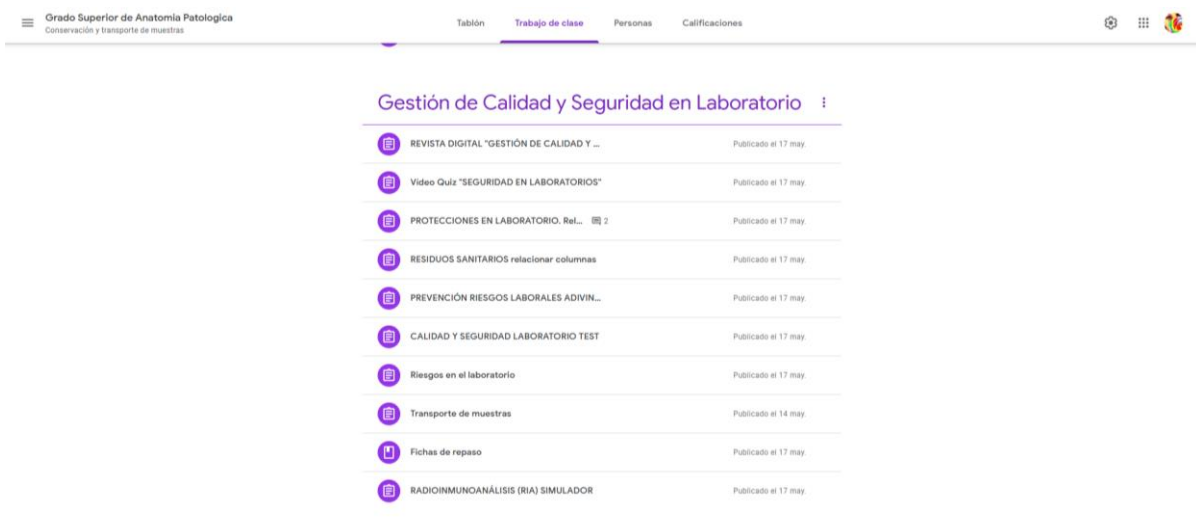 Grado Superior de Anatomia Patologica
Conservación y transporte de muestras
Tablón Trabajo de clase Personas Calificaciones
Gestión de Calidad y Seguridad en Laboratorio
REVISTA DIGITAL "GESTIÓN DE CALIDAD Y ... Publicado el 17 may.
Video Quiz "SEGURIDAD EN LABORATORIOS" Publicado el 17 may.
PROTECCIONES EN LABORATORIO. Rel... 2 Publicado el 17 may.
RESIDUOS SANITARIOS relacionar columnas Publicado el 17 may.
PREVENCIÓN RIESGOS LABORALES ADIVIN... Publicado el 17 may.
CALIDAD Y SEGURIDAD LABORATORIO TEST Publicado el 17 may.
Riesgos en el laboratorio Publicado el 17 may.
Transporte de muestras Publicado el 14 may.
Fichas de repaso Publicado el 17 may.
RADIOINMUNOANÁLISIS (RIA) SIMULADOR Publicado el 17 may.